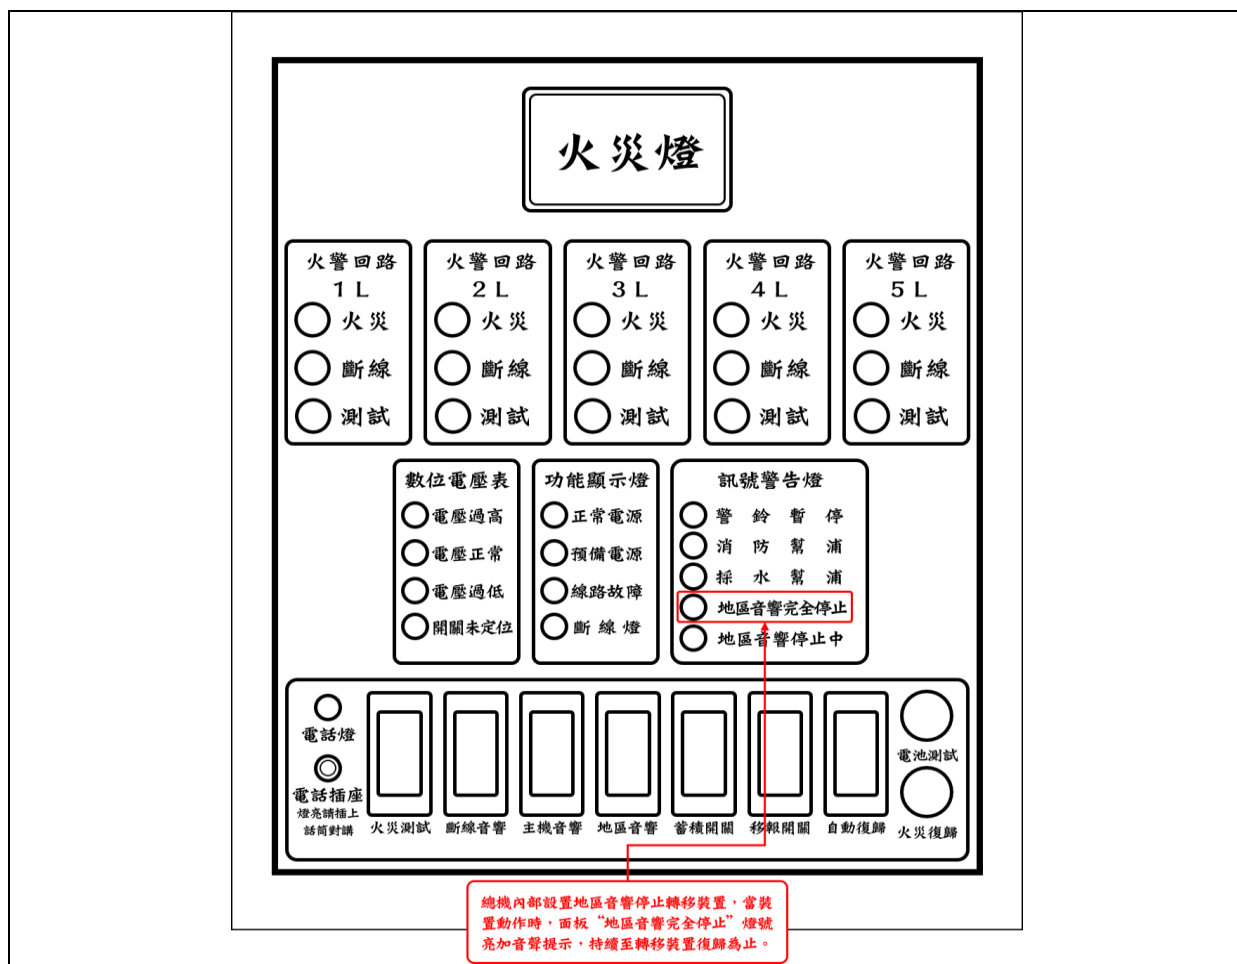 火災燈
火警回路 火警回路 火警回路 火警回路 火警回路
1L 2L 3L 4L 5L
火災 火災 火災 火災 火災
斷線 斷線 斷線 斷線 斷線
測試 測試 測試 測試 測試
數位電壓表
電壓過高
電壓正常
電壓過低
開關未定位
功能顯示燈
正常電源
預備電源
線路故障
斷線燈
訊號警告燈
警鈴暫停
消防幫浦
採水幫浦
地區音響完全停止
地區音響停止中
電話燈
電話插座
燈亮請插上
話筒對講
火災測試 斷線音響 主機音響 地區音響 蓄積開關 移報開關 自動復歸
電池測試
火災復歸
總機內部設置地區音響停止轉移裝置，當裝
置動作時，面板“地區音響完全停止”燈號
亮加音聲提示，持續至轉移裝置復歸為止。